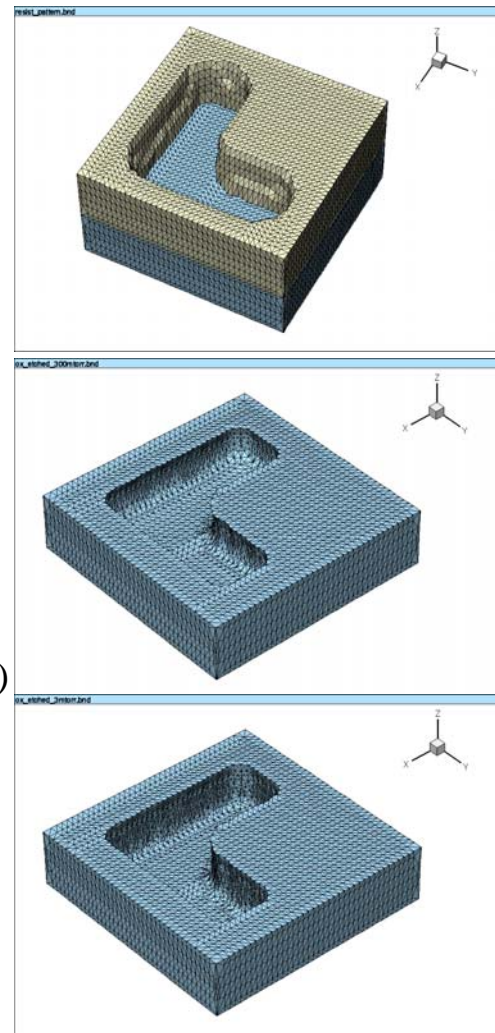 resist_pattern.bnd
Z
X
Y
ox_etched_300mtorr.bnd
Z
X
Y
)
ox_etched_3mtorr.bnd
Z
X
Y